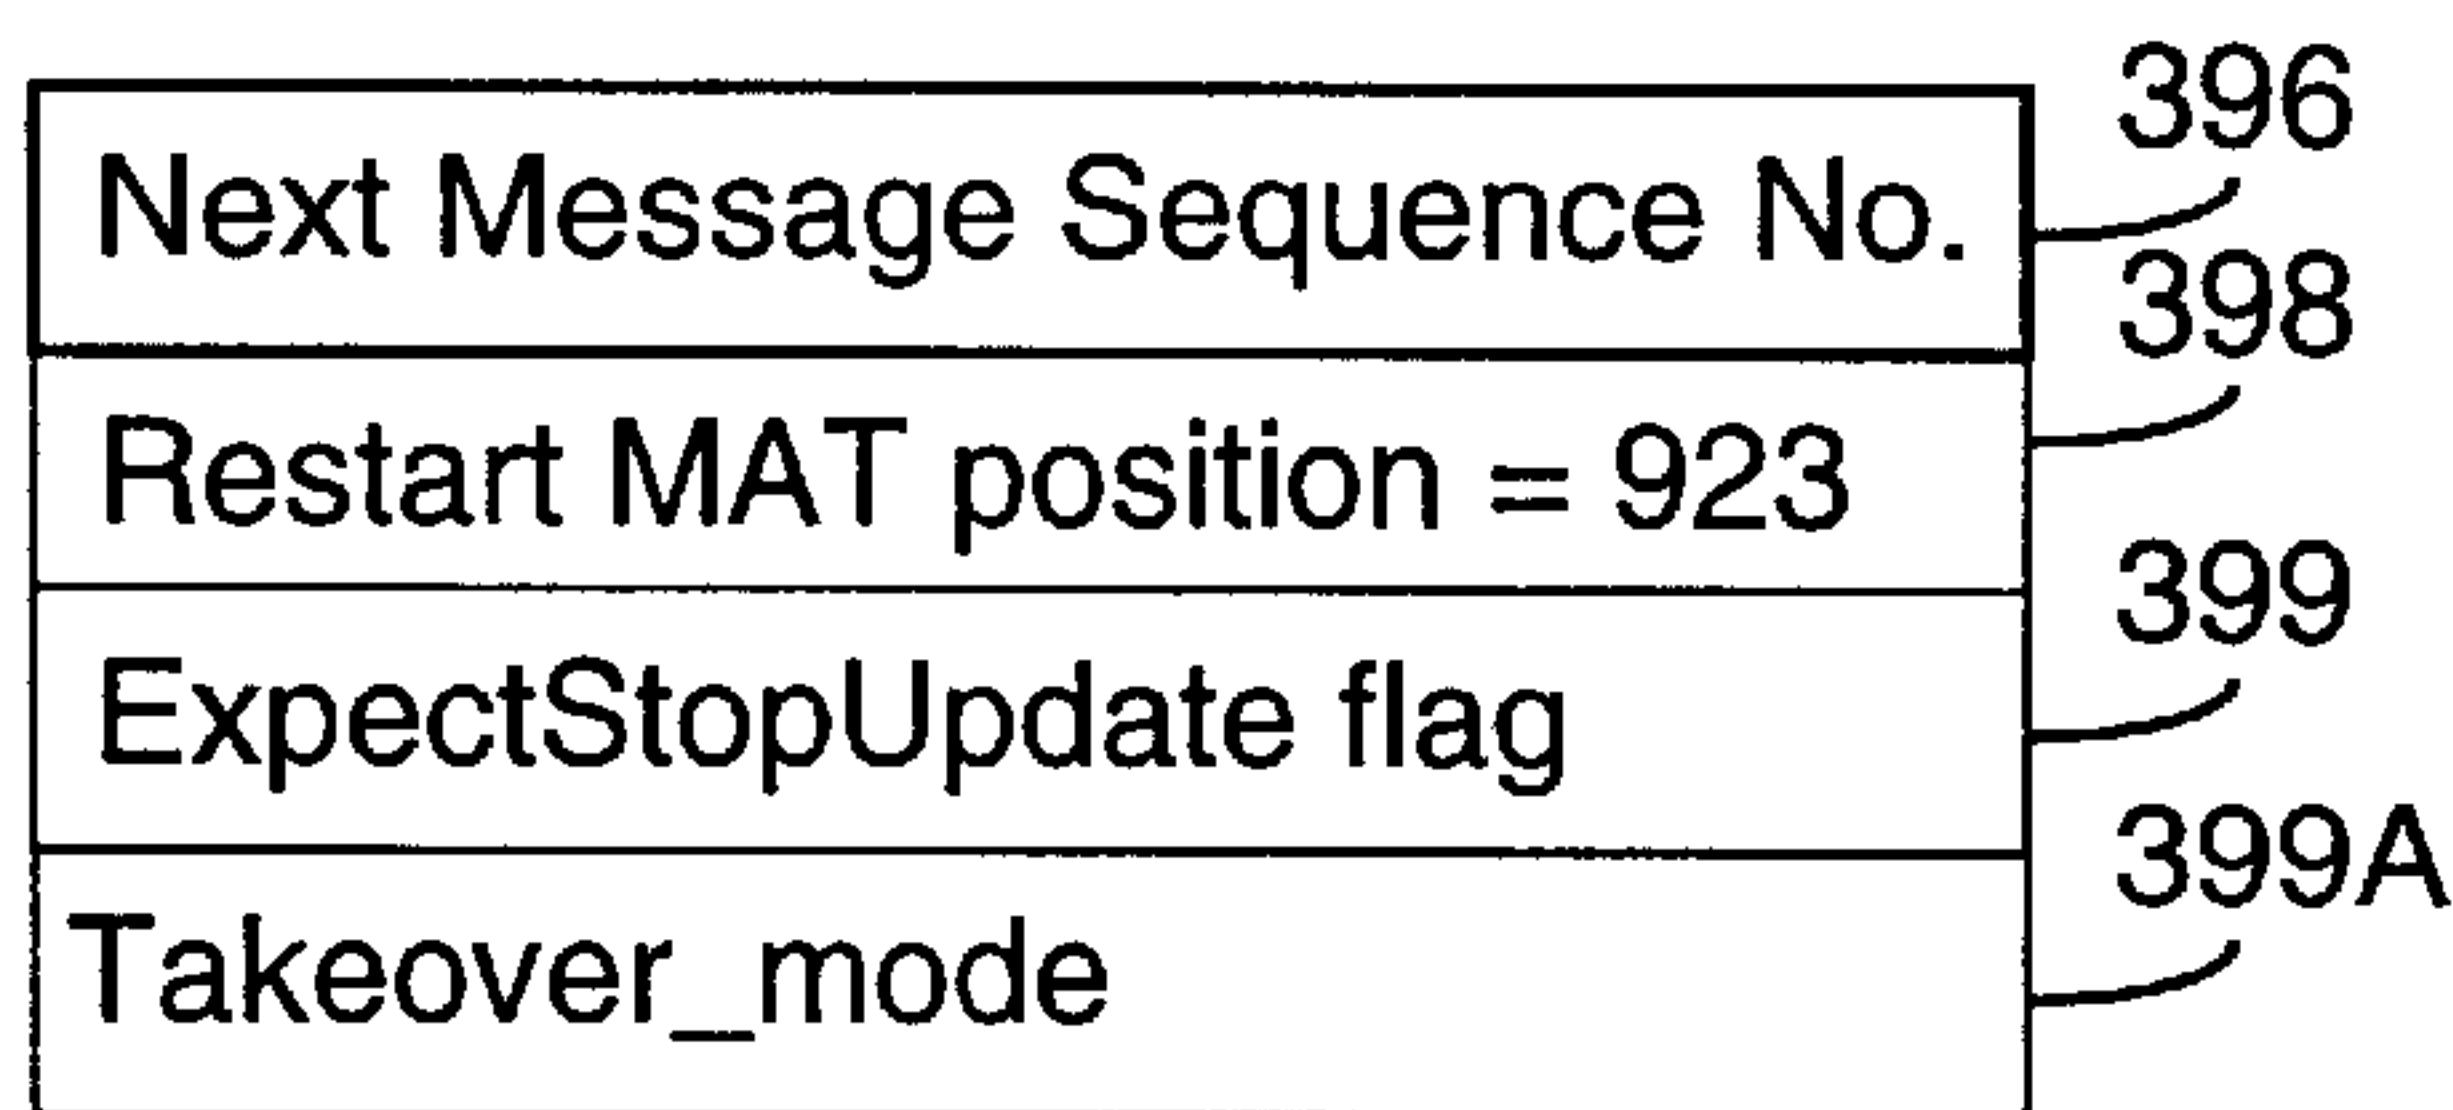 396
Next Message Sequence No.
398
Restart MAT position = 923
399
ExpectStopUpdate flag
399A
Takeover_mode